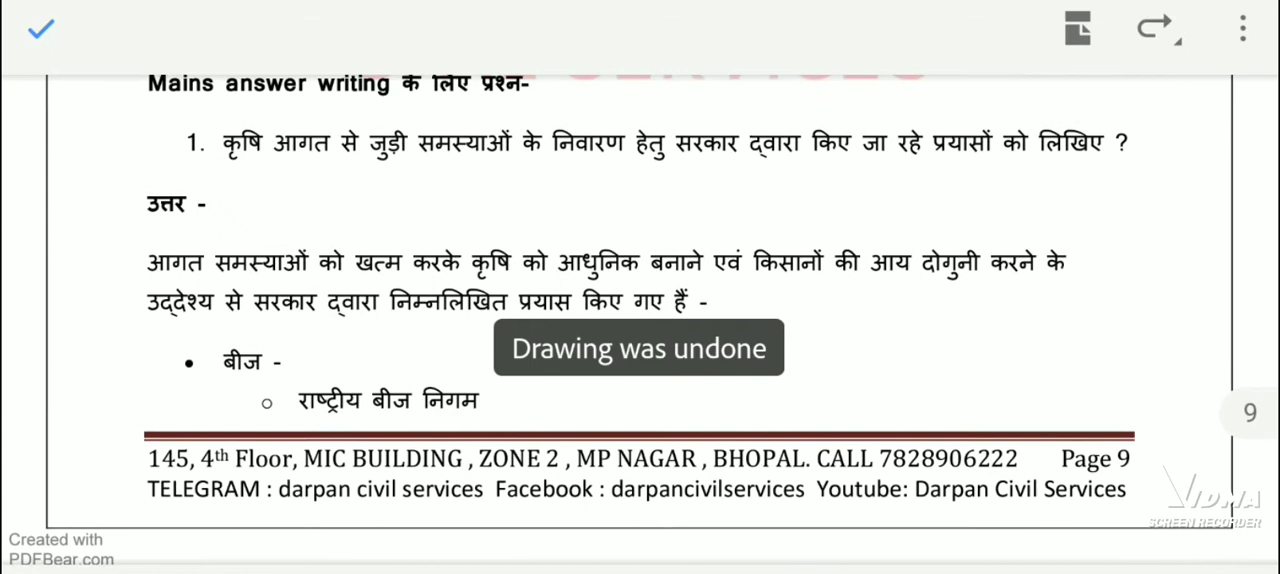 Mains answer writing के लिए प्रश्न-
1. कृषि आगत से जुड़ी समस्याओं के निवारण हेतु सरकार द्वारा किए जा रहे प्रयासों को लिखिए ?
उत्तर -
आगत समस्याओं को खत्म करके कृषि को आधुनिक बनाने एवं किसानों की आय दोगुनी करने के
उद्देश्य से सरकार द्वारा निम्नलिखित प्रयास किए गए हैं -
Drawing was undone
• बीज -
○ राष्ट्रीय बीज निगम
9
145, 4th Floor, MIC BUILDING , ZONE 2 , MP NAGAR , BHOPAL. CALL 7828906222 Page 9
TELEGRAM : darpan civil services Facebook : darpancivilservices Youtube: Darpan Civil Services
VIDMA
SCREEN RECORDER
Created with
PDFBear.com